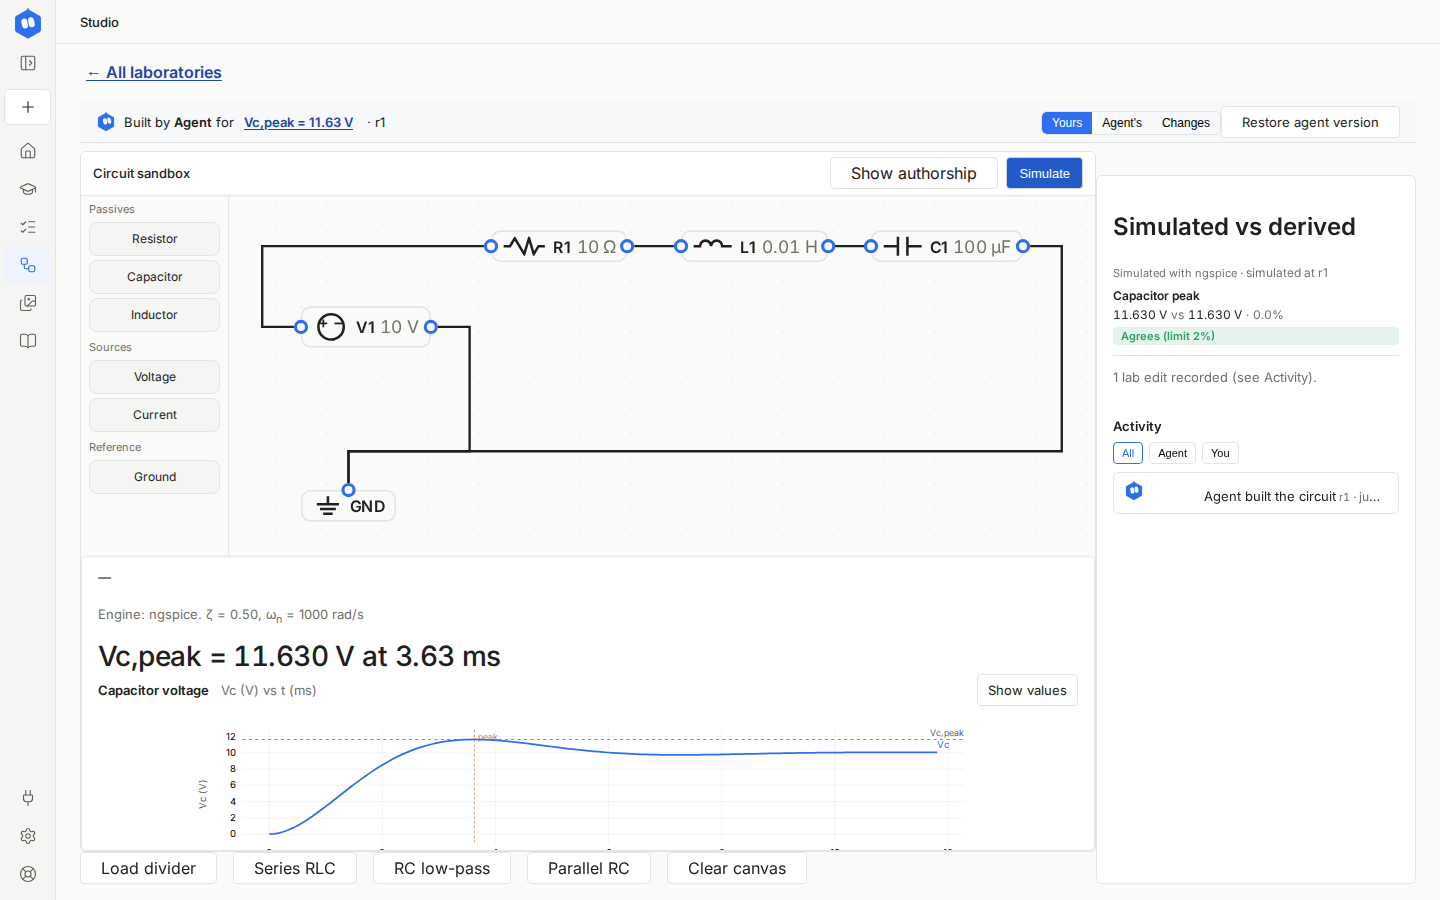 Studio
← All laboratories
Built by Agent for Vc,peak = 11.63 V · r1
Yours Agent's Changes Restore agent version
Circuit sandbox
Show authorship Simulate
Passives
Resistor
Capacitor
Inductor
Sources
Voltage
Current
Reference
Ground
R1 10 Ω
L1 0.01 H
C1 100 µF
V1 10 V
GND
—
Engine: ngspice. ζ = 0.50, ωn = 1000 rad/s
Vc,peak = 11.630 V at 3.63 ms
Capacitor voltage Vc (V) vs t (ms)
Show values
12
10
8
6
4
2
0
Vc (V)
peak
Vc,peak
Vc
Load divider
Series RLC
RC low-pass
Parallel RC
Clear canvas
Simulated vs derived
Simulated with ngspice · simulated at r1
Capacitor peak
11.630 V vs 11.630 V · 0.0%
Agrees (limit 2%)
1 lab edit recorded (see Activity).
Activity
All Agent You
Agent built the circuit r1 · ju...